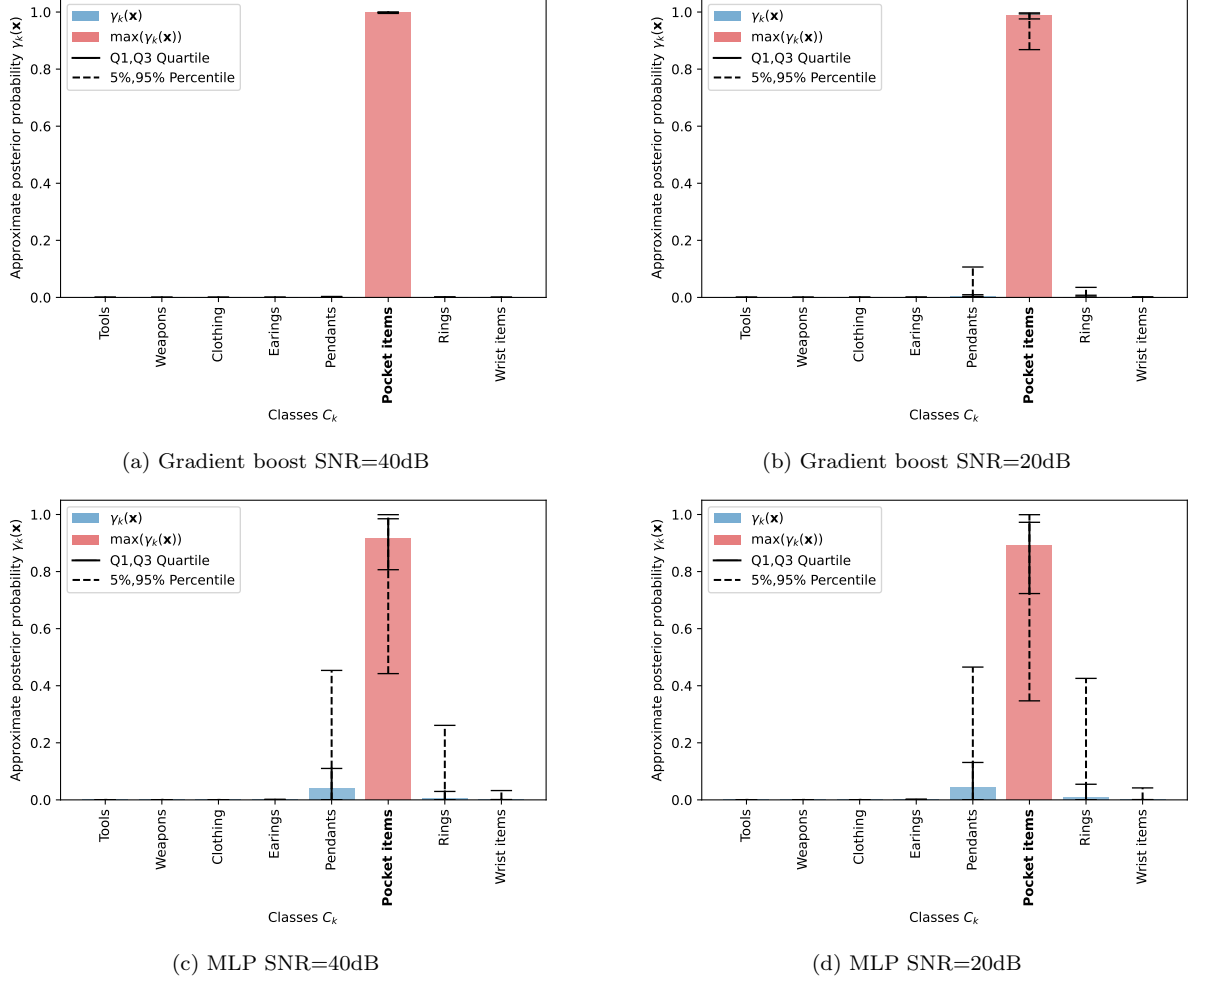 1.0
0.8
0.6
0.4
0.2
0.0
Approximate posterior probability γk(x)
γk(x)
max(γk(x))
Q1,Q3 Quartile
5%,95% Percentile
Tools
Weapons
Clothing
Earings
Pendants
Pocket items
Rings
Wrist items
Classes Ck
(a) Gradient boost SNR=40dB
1.0
0.8
0.6
0.4
0.2
0.0
Approximate posterior probability γk(x)
γk(x)
max(γk(x))
Q1,Q3 Quartile
5%,95% Percentile
Tools
Weapons
Clothing
Earings
Pendants
Pocket items
Rings
Wrist items
Classes Ck
(b) Gradient boost SNR=20dB
1.0
0.8
0.6
0.4
0.2
0.0
Approximate posterior probability γk(x)
γk(x)
max(γk(x))
Q1,Q3 Quartile
5%,95% Percentile
Tools
Weapons
Clothing
Earings
Pendants
Pocket items
Rings
Wrist items
Classes Ck
(c) MLP SNR=40dB
1.0
0.8
0.6
0.4
0.2
0.0
Approximate posterior probability γk(x)
γk(x)
max(γk(x))
Q1,Q3 Quartile
5%,95% Percentile
Tools
Weapons
Clothing
Earings
Pendants
Pocket items
Rings
Wrist items
Classes Ck
(d) MLP SNR=20dB